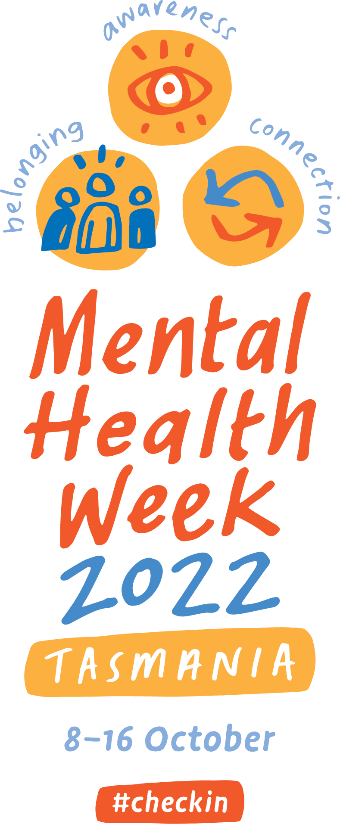 awareness
belonging
connection
Mental
Health
Week
2022
TASMANIA
8–16 October
#checkin